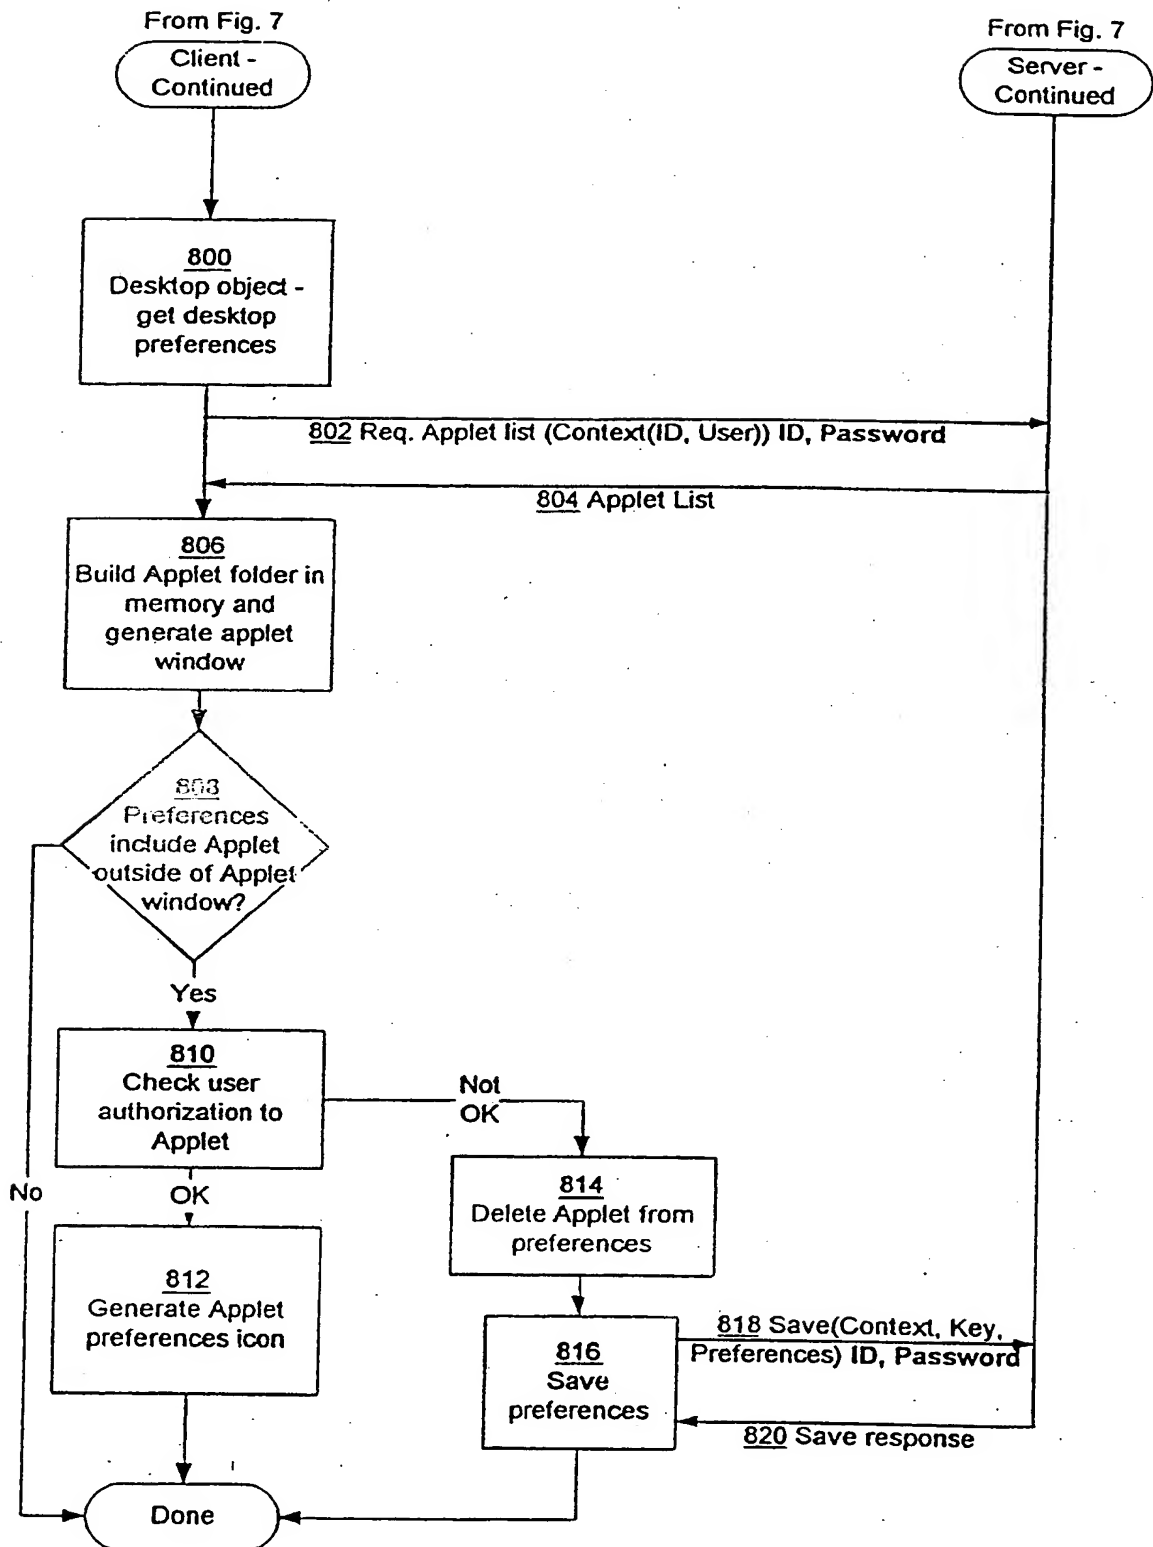 From Fig. 7
Client -
Continued
From Fig. 7
Server -
Continued
800
Desktop object -
get desktop
preferences
802 Req. Applet list (Context(ID, User)) ID, Password
804 Applet List
806
Build Applet folder in
memory and
generate applet
window
808
Preferences
include Applet
outside of Applet
window?
Yes
810
Check user
authorization to
Applet
Not
OK
No
OK
814
Delete Applet from
preferences
812
Generate Applet
preferences icon
816
Save
preferences
818 Save(Context, Key,
Preferences) ID, Password
820 Save response
Done